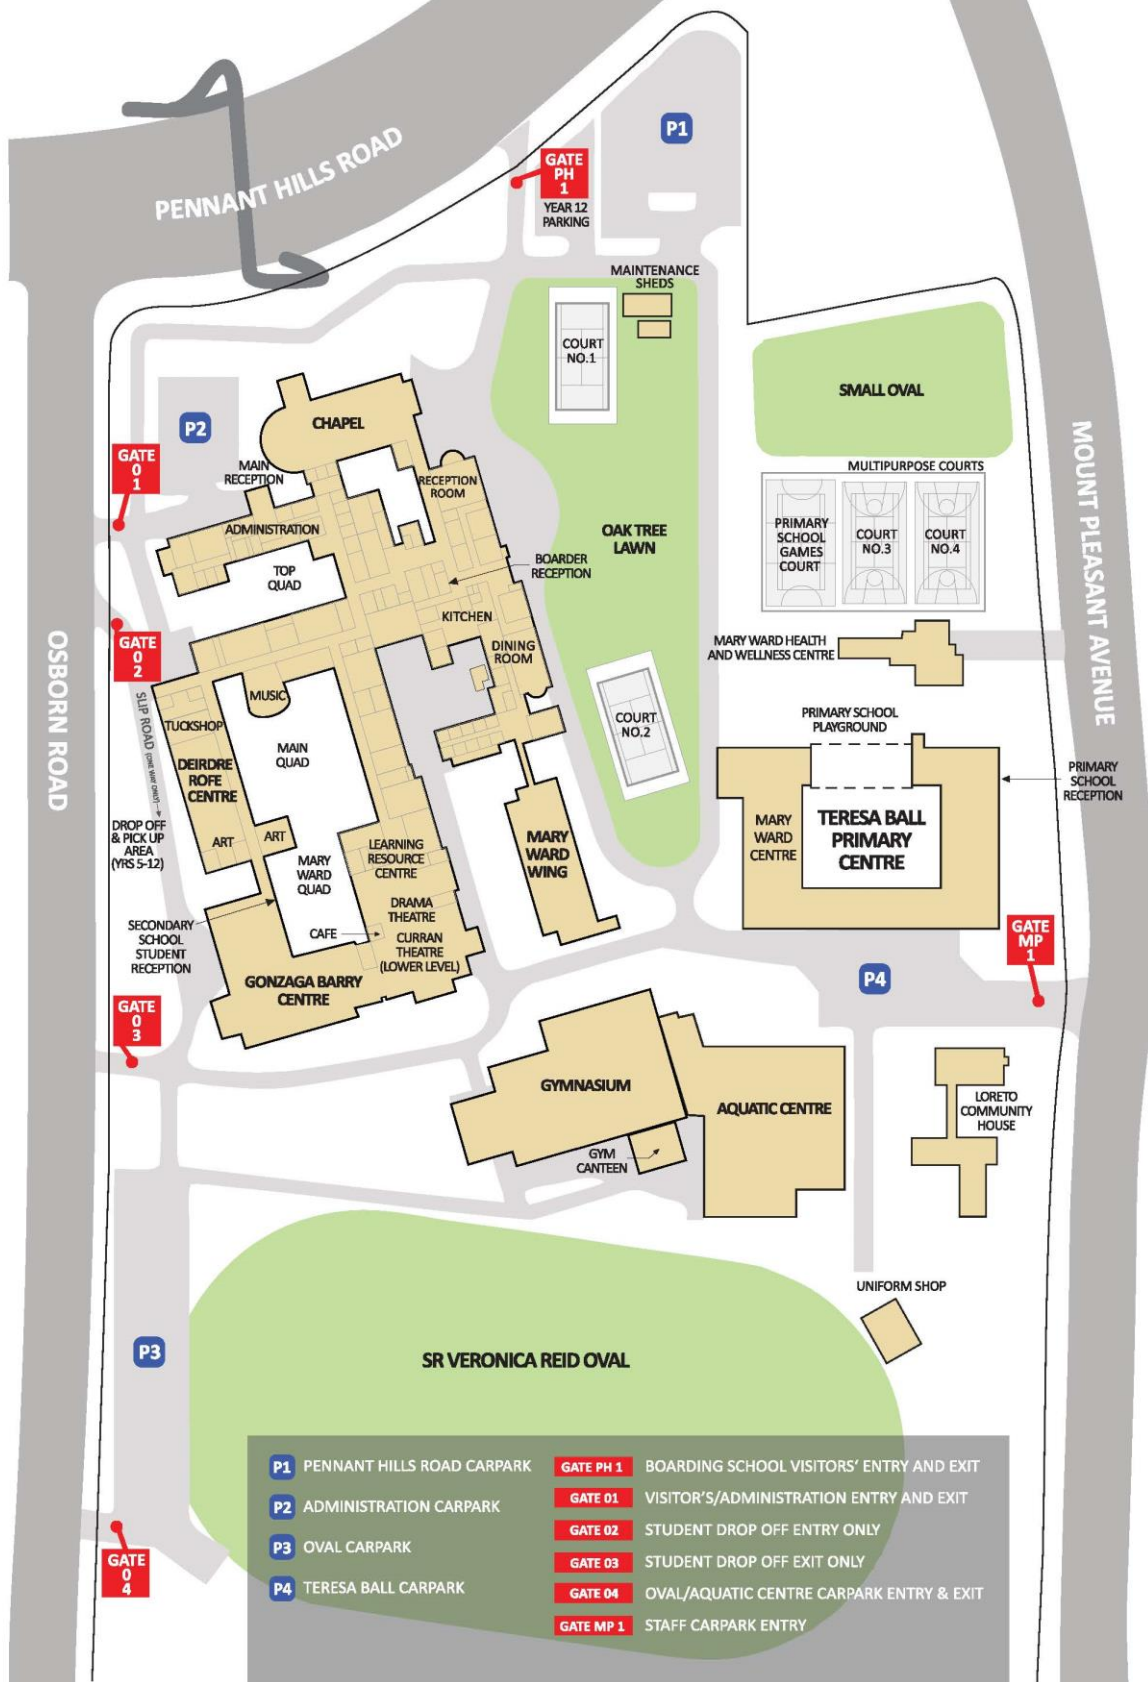 PENNANT HILLS ROAD
P1
GATE
PH
1
YEAR 12
PARKING
MAINTENANCE
SHEDS
COURT
NO.1
SMALL OVAL
CHAPEL
P2
GATE
0
1
MAIN
RECEPTION
RECEPTION
ROOM
MULTIPURPOSE COURTS
MOUNT PLEASANT AVENUE
ADMINISTRATION
OAK TREE
LAWN
PRIMARY
SCHOOL
GAMES
COURT
COURT
NO.3
COURT
NO.4
TOP
QUAD
BOARDER
RECEPTION
KITCHEN
OSBORN ROAD
GATE
0
2
DINING
ROOM
MARY WARD HEALTH
AND WELLNESS CENTRE
SLIP ROAD (ONE WAY ONLY)
MUSIC
TUCKSHOP
COURT
NO.2
PRIMARY SCHOOL
PLAYGROUND
MAIN
QUAD
DEIRDRE
ROFE
CENTRE
PRIMARY
SCHOOL
RECEPTION
DROP OFF
& PICK UP
AREA
(YRS 5-12)
ART
ART
MARY
WARD
QUAD
LEARNING
RESOURCE
CENTRE
MARY
WARD
WING
MARY
WARD
CENTRE
TERESA BALL
PRIMARY
CENTRE
DRAMA
THEATRE
SECONDARY
SCHOOL
STUDENT
RECEPTION
CAFE
CURRAN
THEATRE
(LOWER LEVEL)
GATE
MP
1
GONZAGA BARRY
CENTRE
P4
GATE
0
3
GYMNASIUM
AQUATIC CENTRE
LORETO
COMMUNITY
HOUSE
GYM
CANTEEN
UNIFORM SHOP
P3
SR VERONICA REID OVAL
GATE
0
4
P1 PENNANT HILLS ROAD CARPARK
P2 ADMINISTRATION CARPARK
P3 OVAL CARPARK
P4 TERESA BALL CARPARK
GATE PH 1 BOARDING SCHOOL VISITORS' ENTRY AND EXIT
GATE 01 VISITOR'S/ADMINISTRATION ENTRY AND EXIT
GATE 02 STUDENT DROP OFF ENTRY ONLY
GATE 03 STUDENT DROP OFF EXIT ONLY
GATE 04 OVAL/AQUATIC CENTRE CARPARK ENTRY & EXIT
GATE MP 1 STAFF CARPARK ENTRY